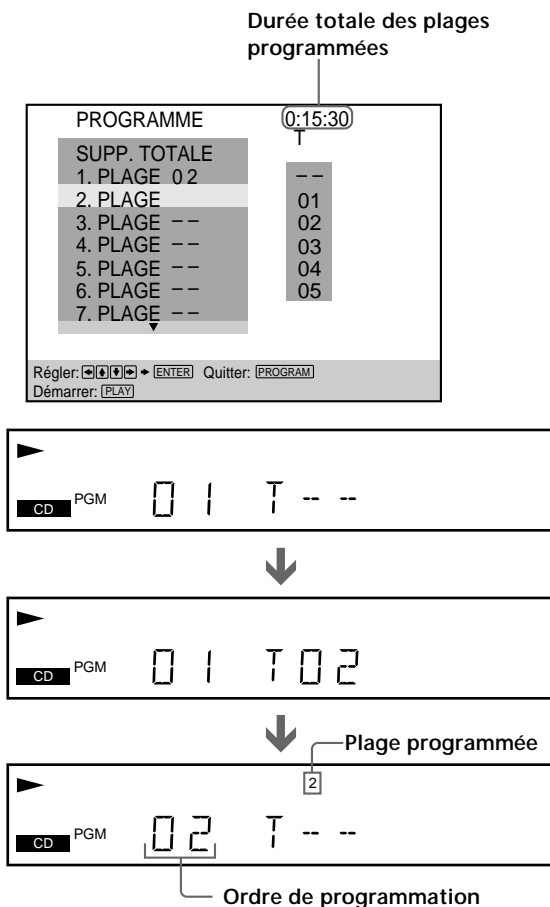 Durée totale des plages
programmées
PROGRAMME 0:15:30
T
SUPP. TOTALE
1. PLAGE 0 2 – –
2. PLAGE 01
3. PLAGE – – 02
4. PLAGE – – 03
5. PLAGE – – 04
6. PLAGE – – 05
7. PLAGE – –
Régler: ENTER Quitter: PROGRAM
Démarrer: PLAY
CD PGM 01 T - -
CD PGM 01 T02
Plage programmée
2
CD PGM 02 T - -
Ordre de programmation